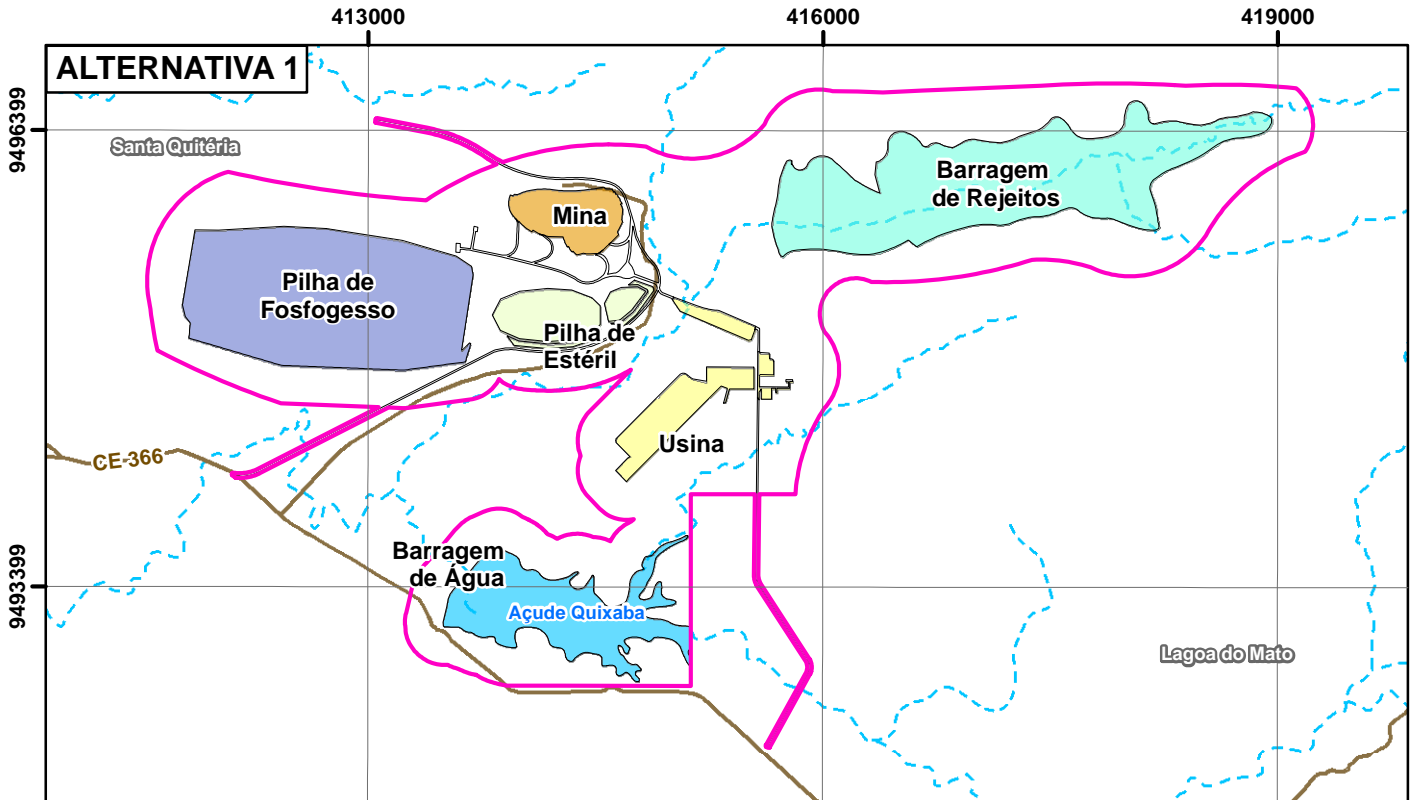 413000
416000
419000
ALTERNATIVA 1
9496399
Santa Quitéria
Mina
Barragem
de Rejeitos
Pilha de
Fosfogesso
Pilha de
Estéril
Usina
CE-366
Barragem
de Água
9493399
Açude Quixaba
Lagoa do Mato